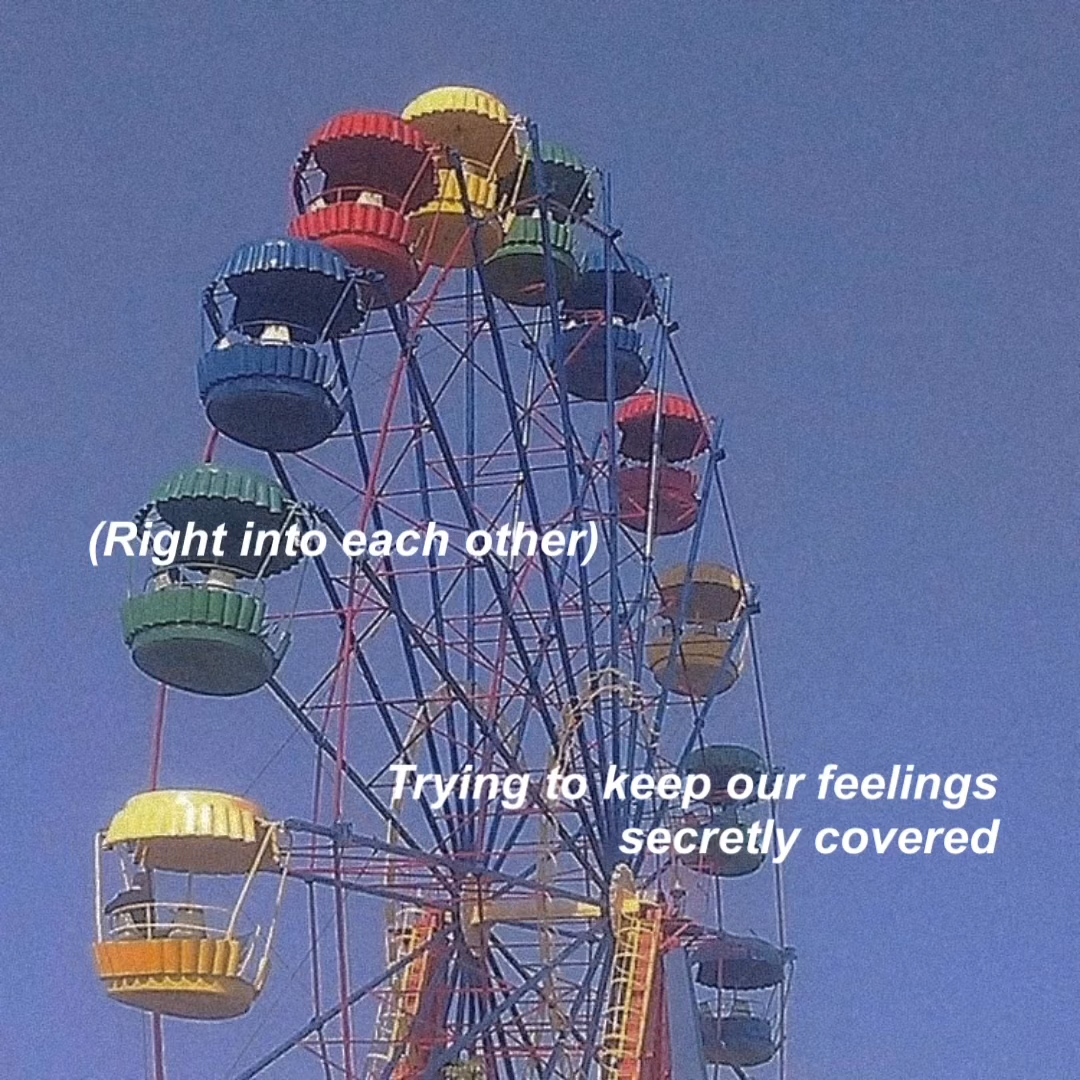 (Right into each other)
Trying to keep our feelings
secretly covered